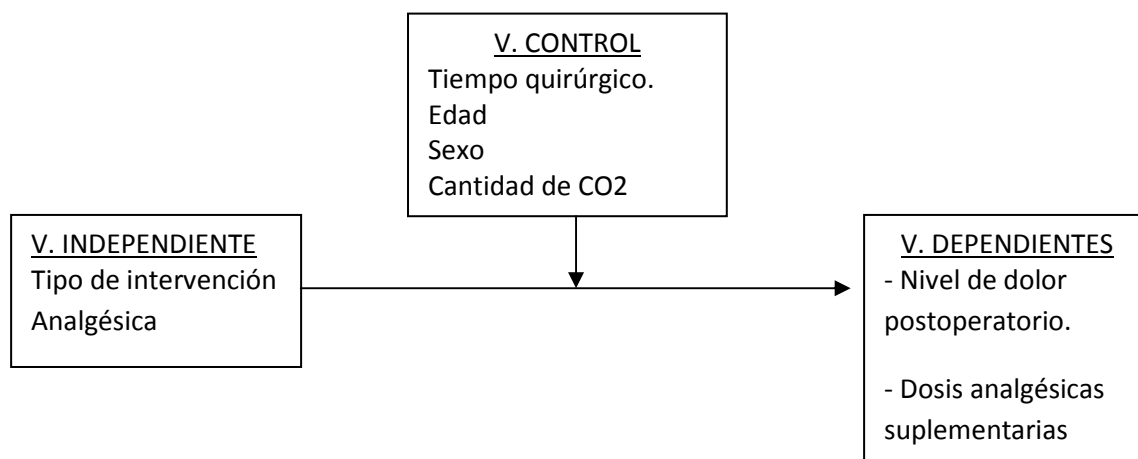 V. CONTROL
Tiempo quirúrgico.
Edad
Sexo
Cantidad de CO2
V. INDEPENDIENTE
Tipo de intervención
Analgésica
V. DEPENDIENTES
- Nivel de dolor
postoperatorio.
- Dosis analgésicas
suplementarias